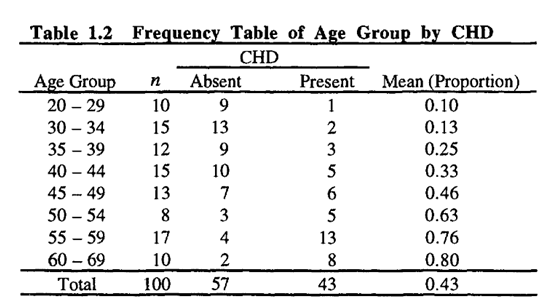 Table 1.2 Frequency Table of Age Group by CHD
CHD
Age Group n Absent Present Mean (Proportion)
20 – 29 10 9 1 0.10
30 – 34 15 13 2 0.13
35 – 39 12 9 3 0.25
40 – 44 15 10 5 0.33
45 – 49 13 7 6 0.46
50 – 54 8 3 5 0.63
55 – 59 17 4 13 0.76
60 – 69 10 2 8 0.80
Total 100 57 43 0.43